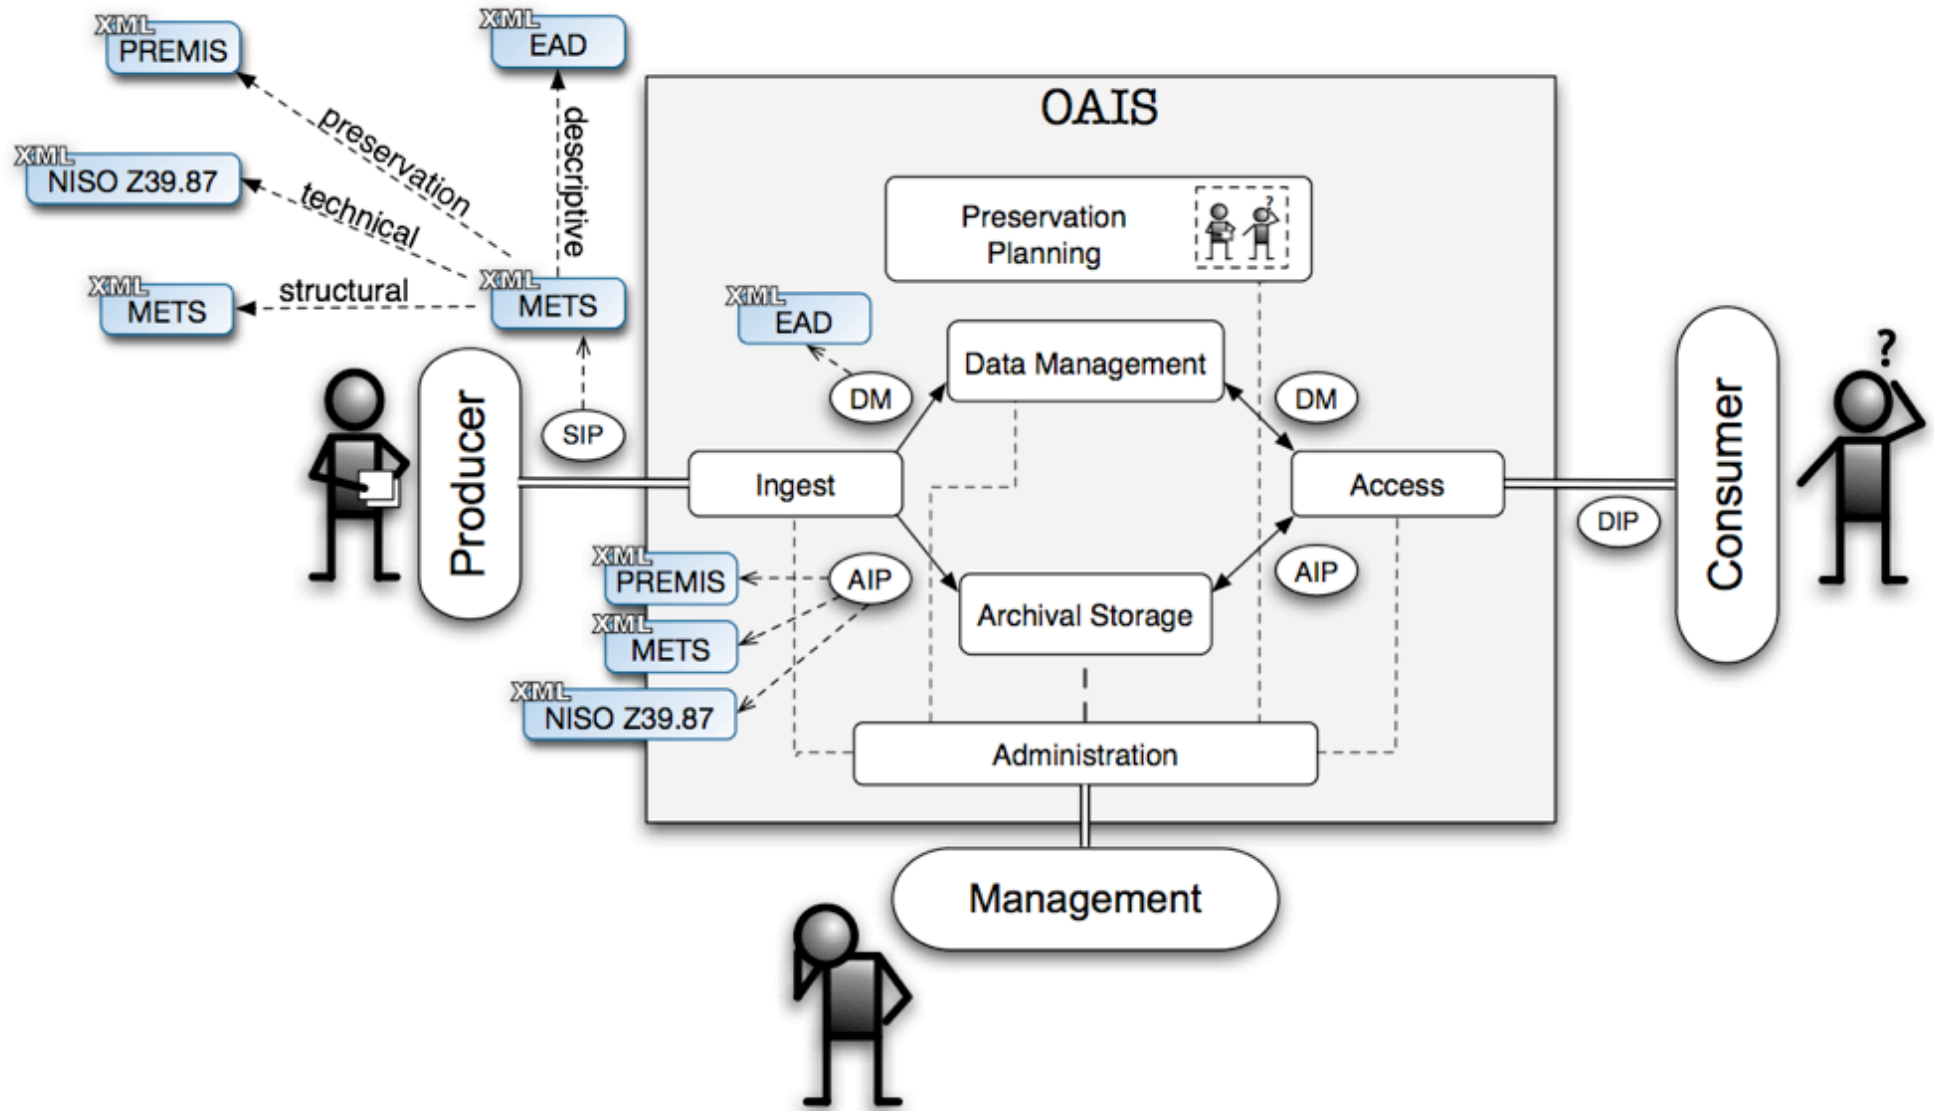 XML
PREMIS
XML
EAD
OAIS
preservation
descriptive
XML
NISO Z39.87
technical
Preservation
Planning
?
XML
METS
structural
XML
METS
XML
EAD
Data Management
DM
DM
?
Producer
SIP
Ingest
Access
Consumer
DIP
XML
PREMIS
AIP
AIP
Archival Storage
XML
METS
XML
NISO Z39.87
Administration
Management